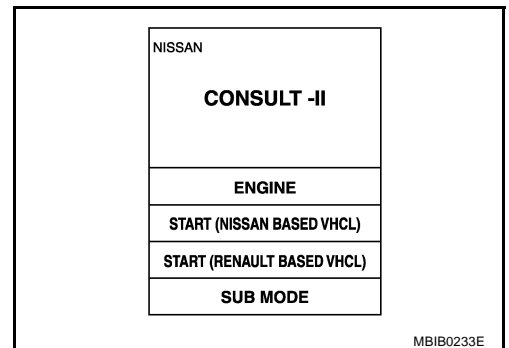 NISSAN
CONSULT -II
ENGINE
START (NISSAN BASED VHCL)
START (RENAULT BASED VHCL)
SUB MODE
MBIB0233E